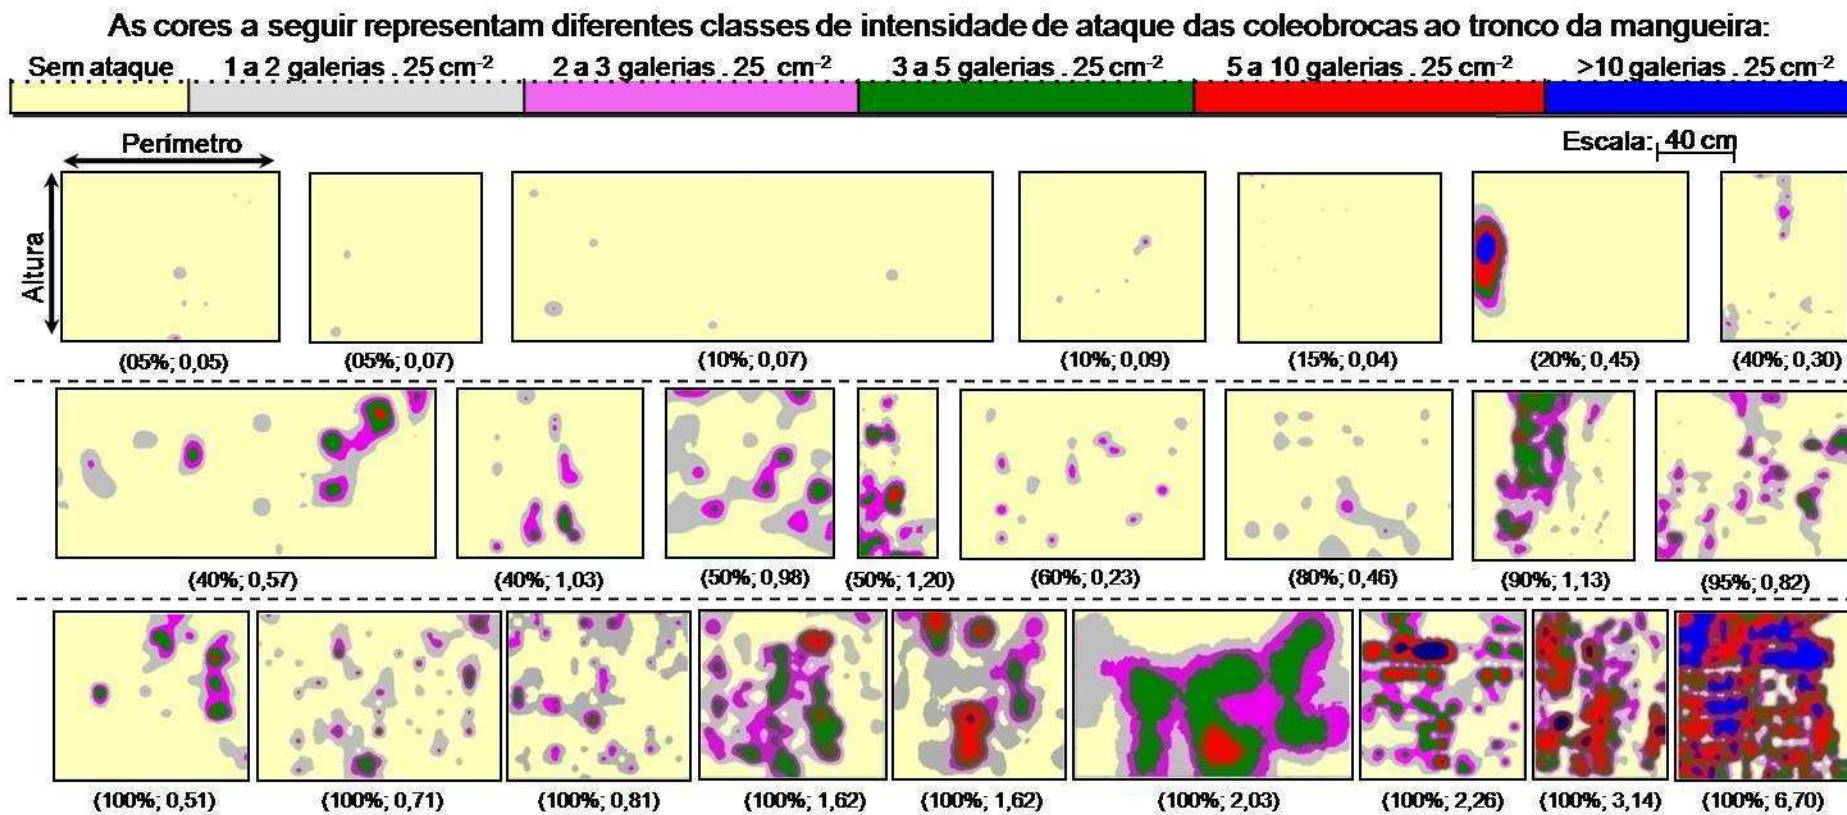 As cores a seguir representam diferentes classes de intensidade de ataque das coleobrocas ao tronco da mangueira:
Sem ataque 1 a 2 galerias . 25 cm⁻² 2 a 3 galerias . 25 cm⁻² 3 a 5 galerias . 25 cm⁻² 5 a 10 galerias . 25 cm⁻² >10 galerias . 25 cm⁻²
Perímetro Escala: 40 cm
Altura
(05%; 0,05) (05%; 0,07) (10%; 0,07) (10%; 0,09) (15%; 0,04) (20%; 0,45) (40%; 0,30)
(40%; 0,57) (40%; 1,03) (50%; 0,98) (50%; 1,20) (60%; 0,23) (80%; 0,46) (90%; 1,13) (95%; 0,82)
(100%; 0,51) (100%; 0,71) (100%; 0,81) (100%; 1,62) (100%; 1,62) (100%; 2,03) (100%; 2,26) (100%; 3,14) (100%; 6,70)